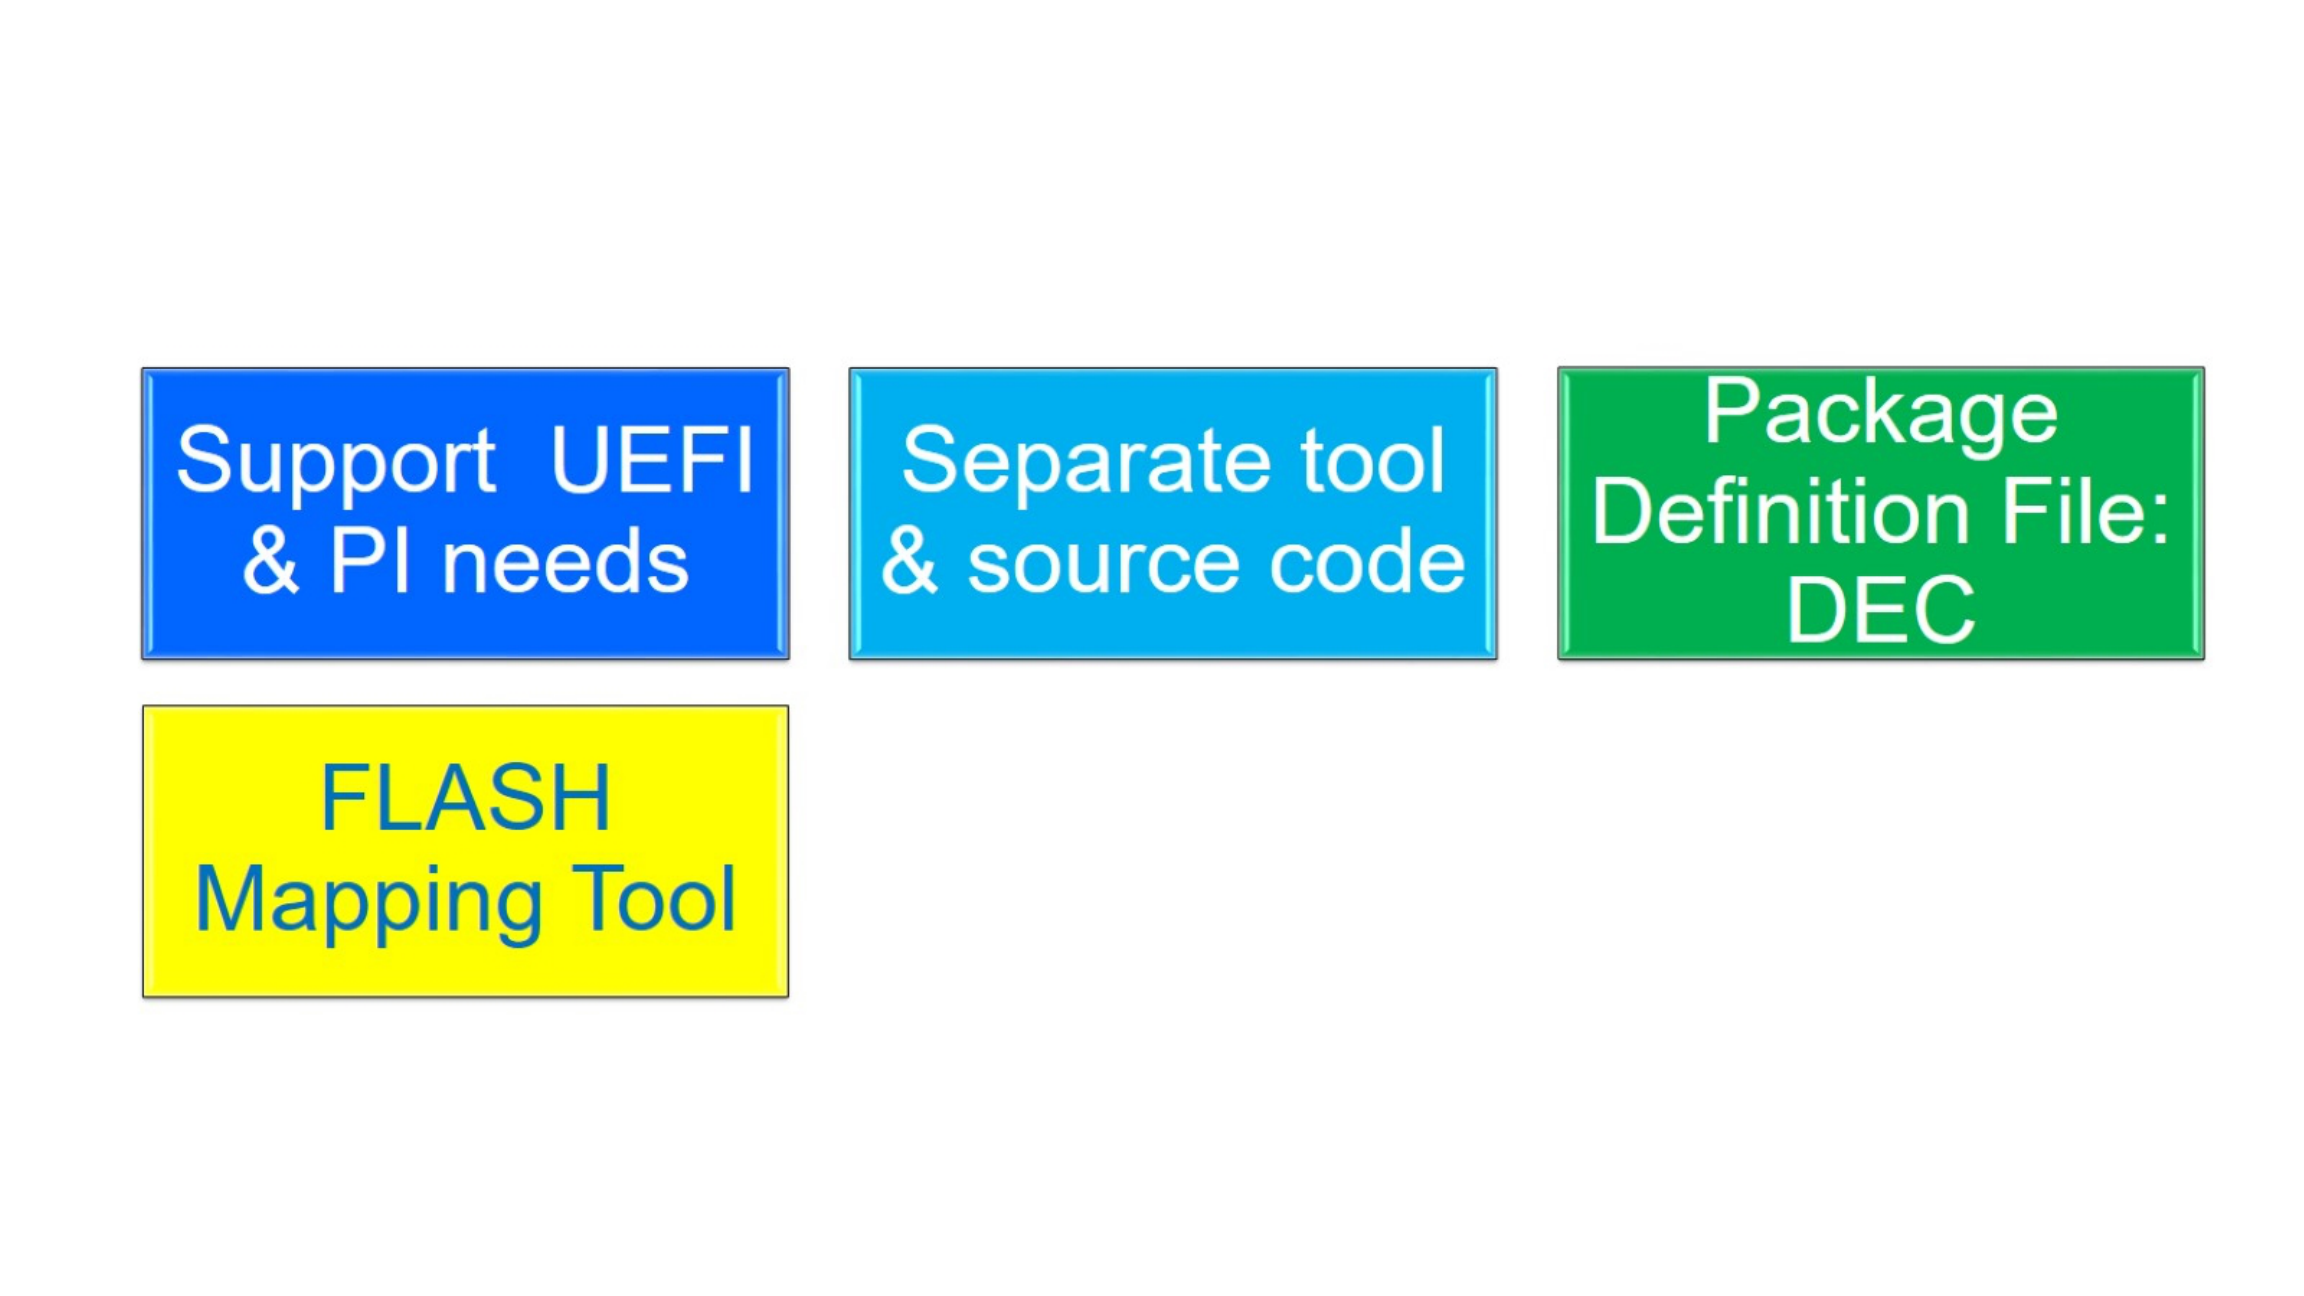 Support  UEFI
& PI needs
Separate tool
& source code
Package
Definition File:
DEC
FLASH
Mapping Tool